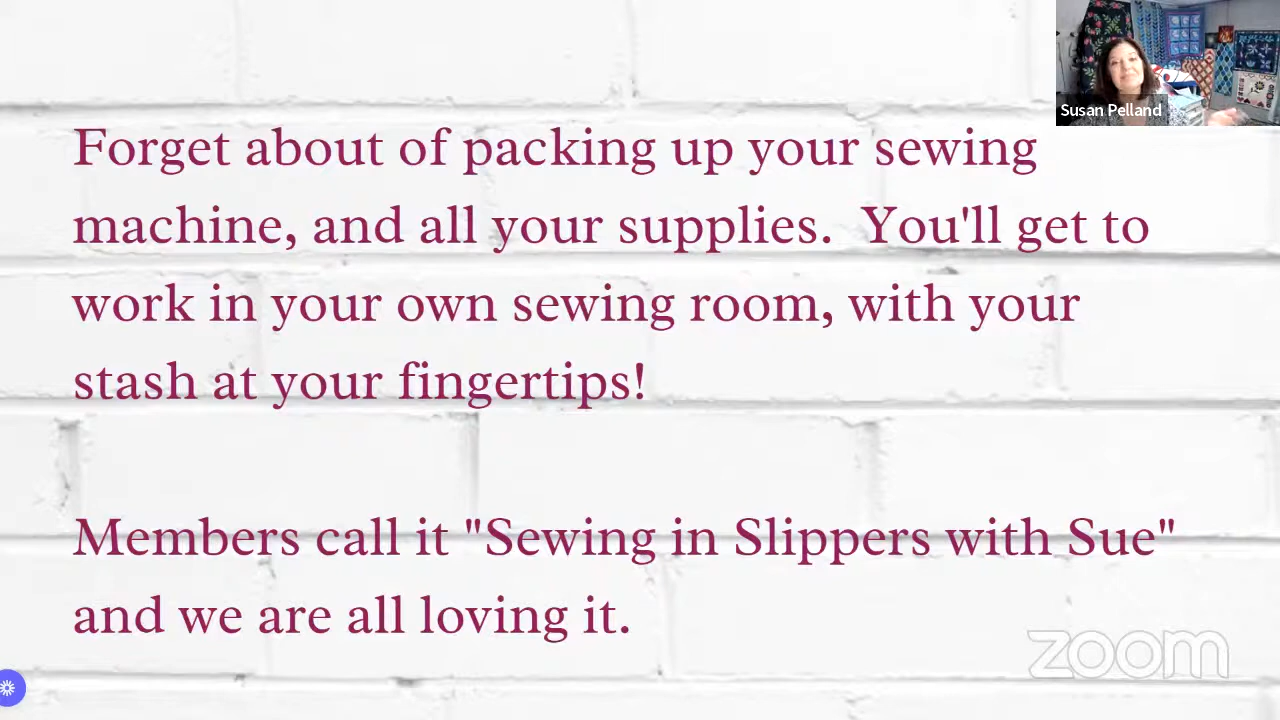 Susan Pelland
Forget about of packing up your sewing
machine, and all your supplies.  You'll get to
work in your own sewing room, with your
stash at your fingertips!
Members call it "Sewing in Slippers with Sue"
and we are all loving it.
zoom